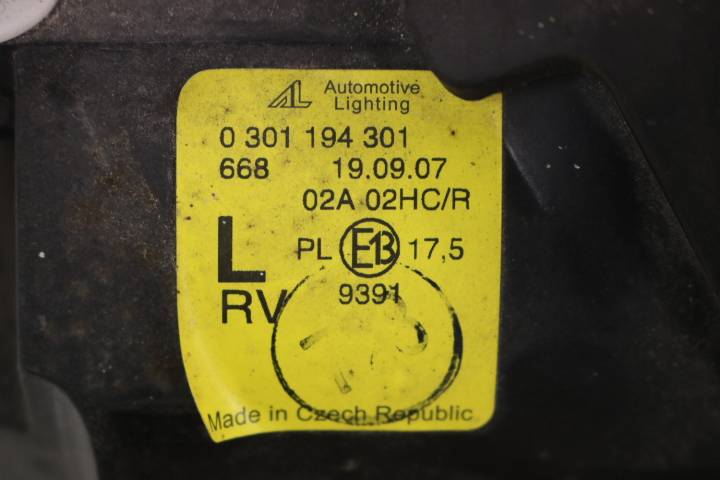 AL Automotive
Lighting
0 301 194 301
668 19.09.07
02A 02HC/R
L PL E13 17,5
RV 9391
Made in Czech Republic